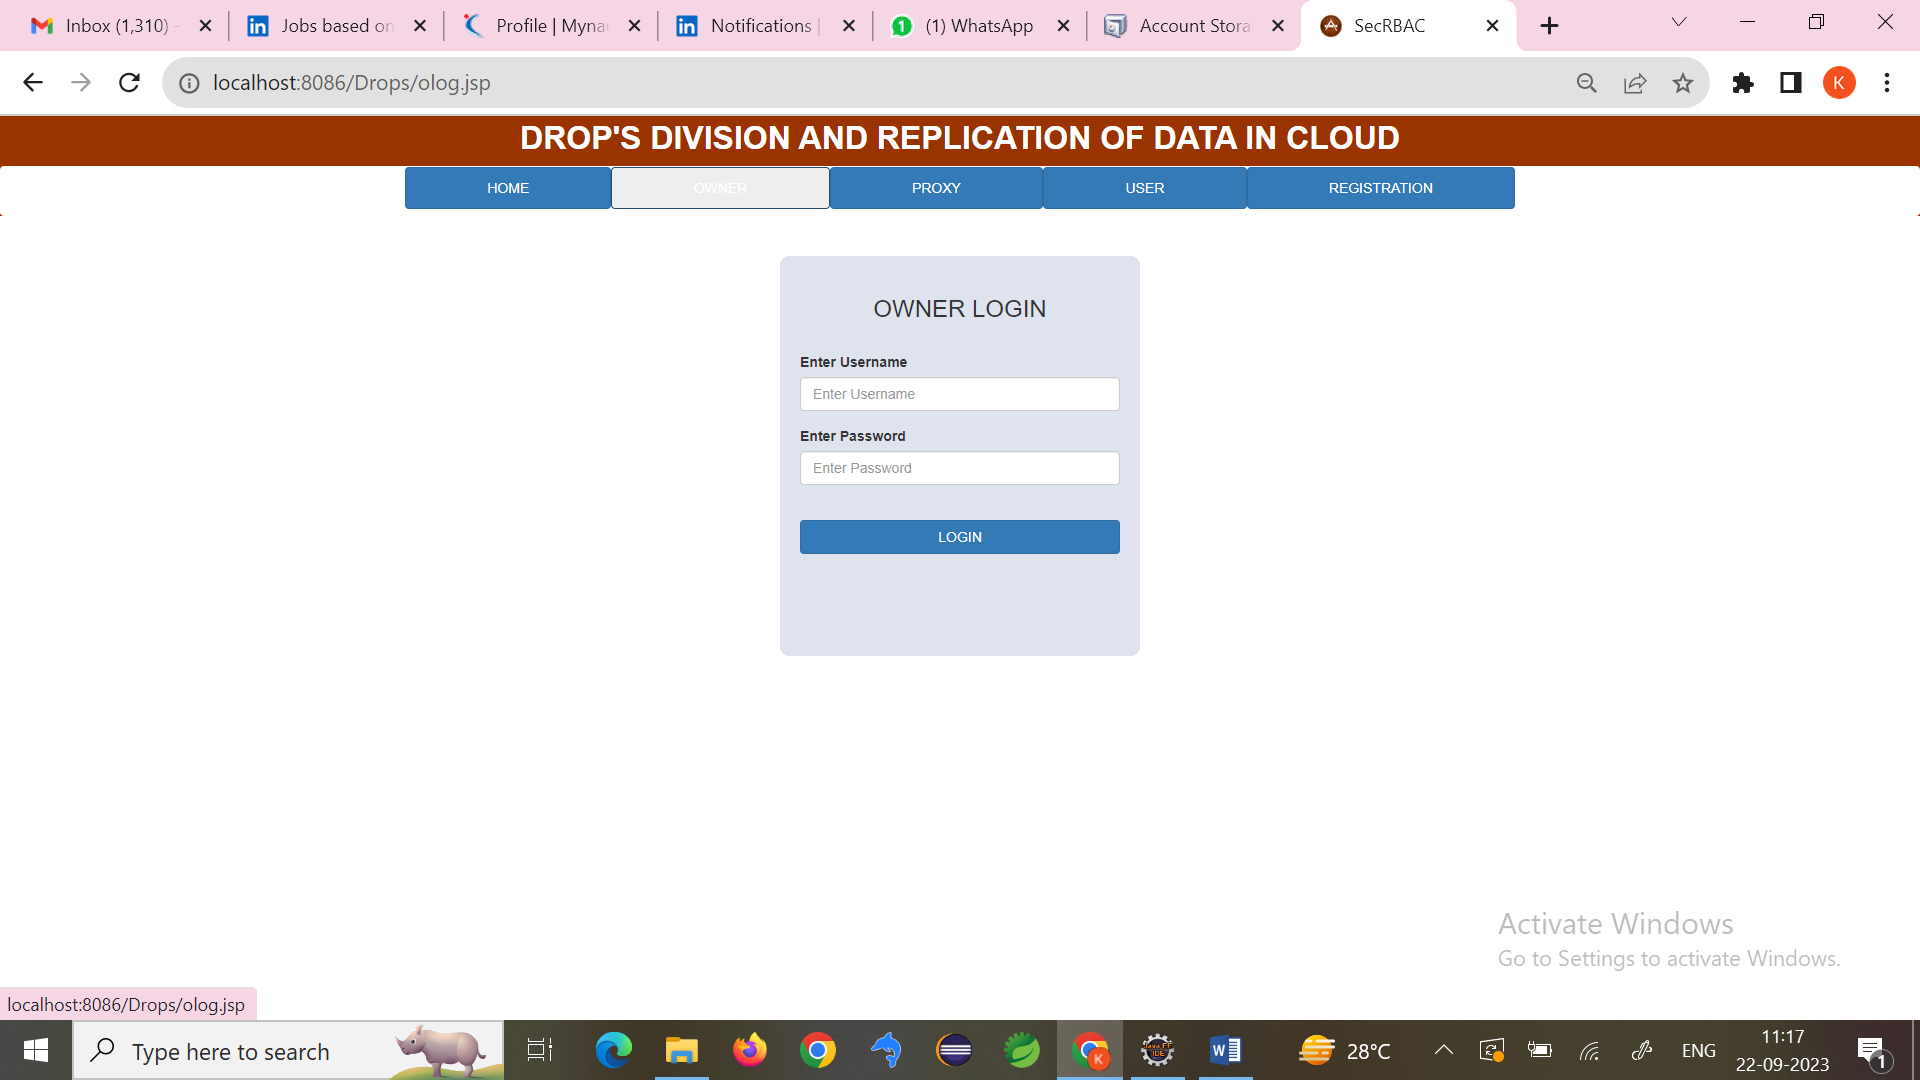 Inbox (1,310) -
Jobs based on
Profile | Mynau
Notifications |
(1) WhatsApp
Account Stora
SecRBAC
localhost:8086/Drops/olog.jsp
K
DROP'S DIVISION AND REPLICATION OF DATA IN CLOUD
HOME
OWNER
PROXY
USER
REGISTRATION
OWNER LOGIN
Enter Username
Enter Username
Enter Password
Enter Password
LOGIN
Activate Windows
Go to Settings to activate Windows.
localhost:8086/Drops/olog.jsp
Type here to search
28°C
ENG
11:17
22-09-2023
1